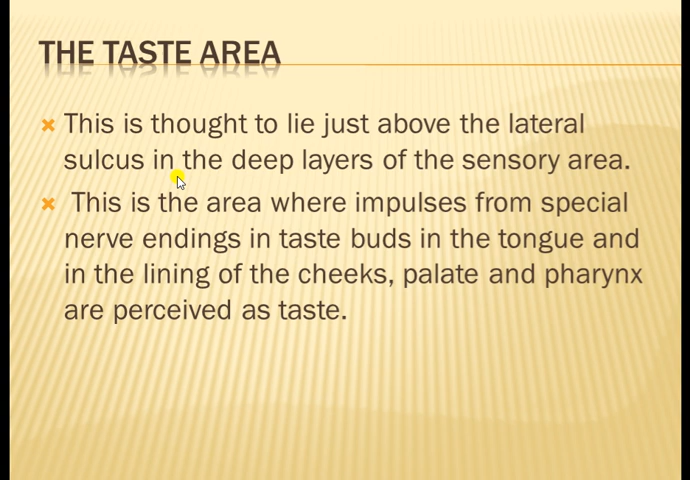 THE TASTE AREA
This is thought to lie just above the lateral
sulcus in the deep layers of the sensory area.
This is the area where impulses from special
nerve endings in taste buds in the tongue and
in the lining of the cheeks, palate and pharynx
are perceived as taste.